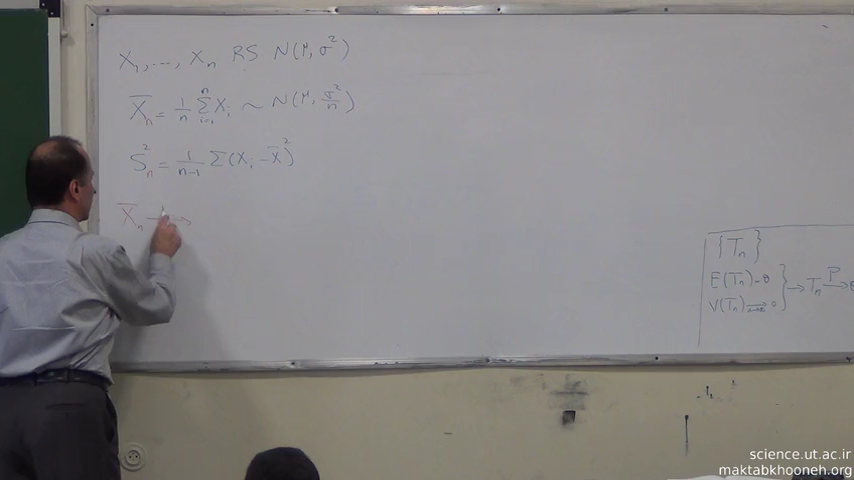 X₁, ..., Xₙ RS N(μ, σ²)
X̄ₙ = 1/n Σᵢ₌₁ⁿ Xᵢ ~ N(μ, σ²/n)
S²ₙ = 1/(n-1) Σ(Xᵢ - X̄)²
X̄ₙ →
{Tₙ}
E(Tₙ) = θ
V(Tₙ) → 0
} → Tₙ →ᴾ θ
science.ut.ac.ir
maktabkhooneh.org